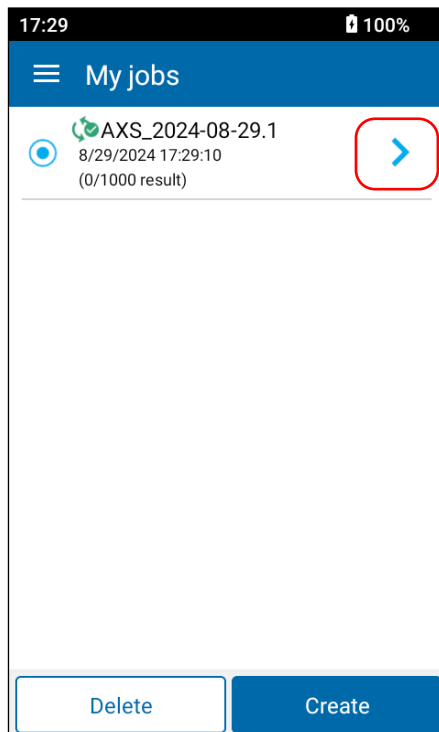 17:29 100%
My jobs
AXS_2024-08-29.1
8/29/2024 17:29:10
(0/1000 result)
Delete Create